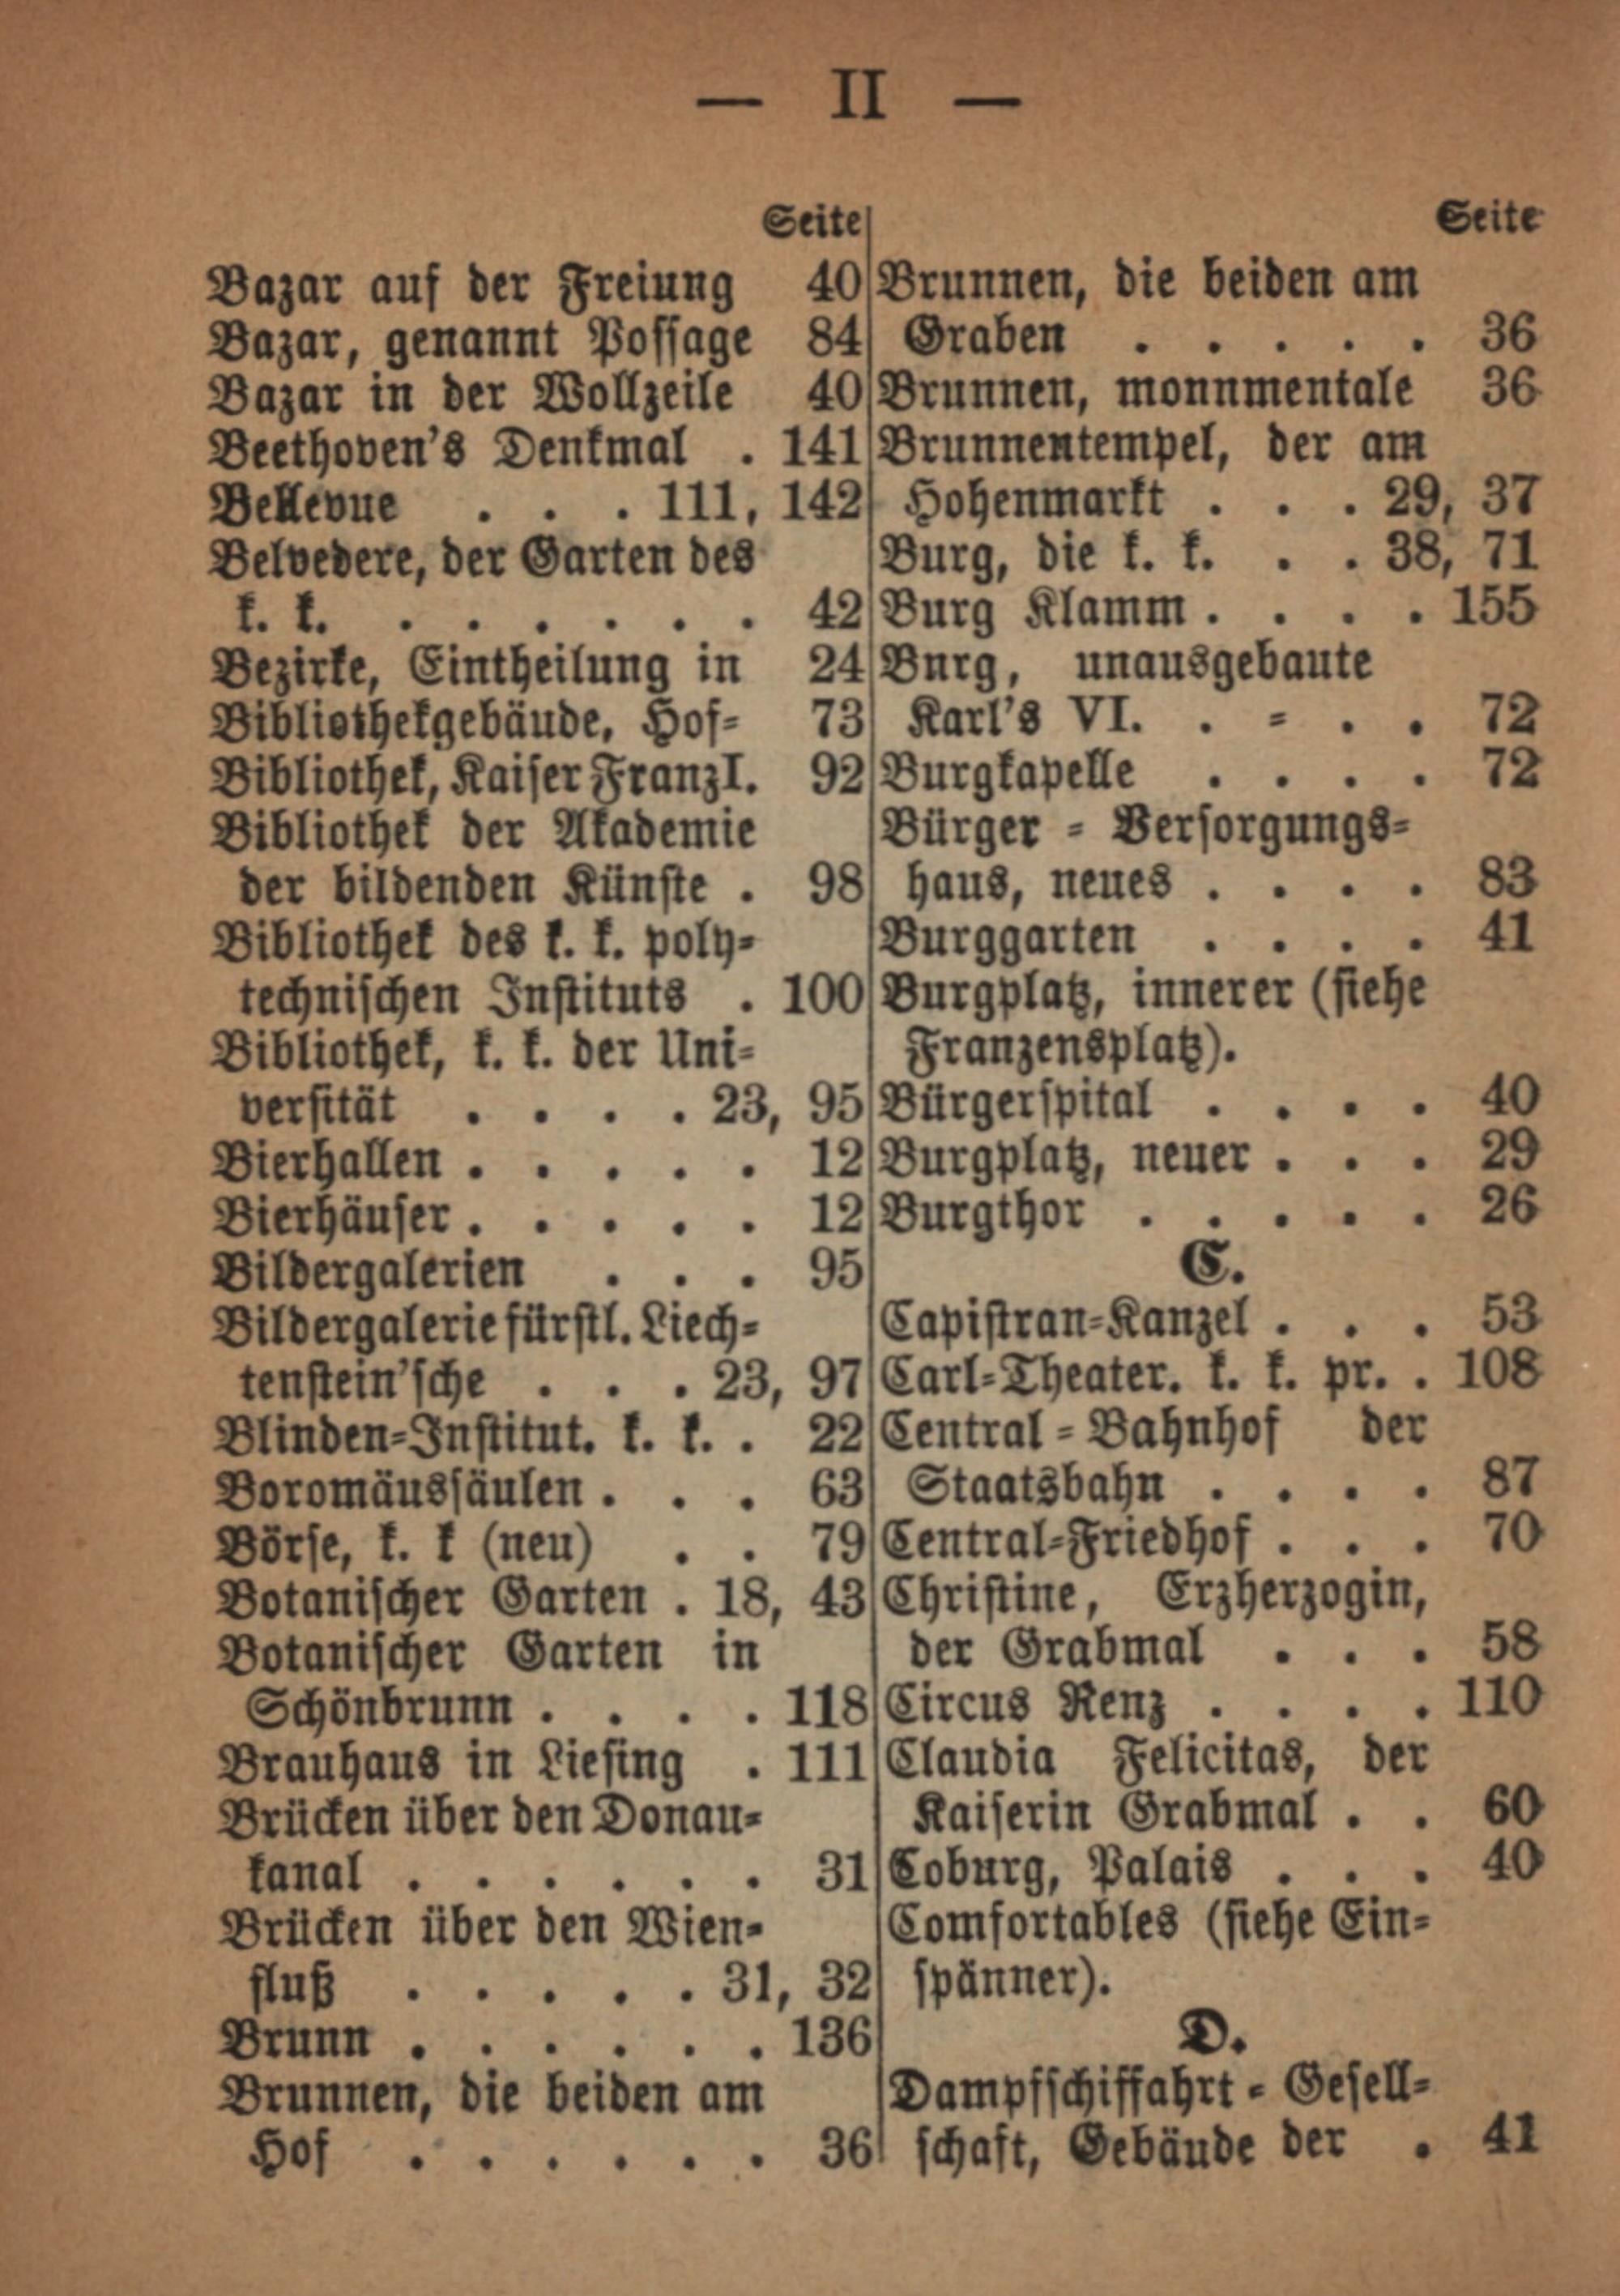 — II —
Seite
Bazar auf der Freiung 40
Bazar, genannt Possage 84
Bazar in der Wollzeile 40
Beethoven's Denkmal . 141
Bellevue . . . 111, 142
Belvedere, der Garten des
k. k. . . . . . . 42
Bezirke, Eintheilung in 24
Bibliothekgebäude, Hof= 73
Bibliothek, Kaiser Franz I. 92
Bibliothek der Akademie
der bildenden Künste . 98
Bibliothek des k. k. poly=
technischen Instituts . 100
Bibliothek, k. k. der Uni=
versität . . . . 23, 95
Bierhallen . . . . . 12
Bierhäuser . . . . . 12
Bildergalerien . . . 95
Bildergalerie fürstl. Liech=
tenstein'sche . . . 23, 97
Blinden=Institut. k. k. . 22
Boromäussäulen . . . 63
Börse, k. k (neu) . . 79
Botanischer Garten . 18, 43
Botanischer Garten in
Schönbrunn . . . . 118
Brauhaus in Liesing . 111
Brücken über den Donau=
kanal . . . . . . 31
Brücken über den Wien=
fluß . . . . . 31, 32
Brunn . . . . . . 136
Brunnen, die beiden am
Hof . . . . . . 36
Seite
Brunnen, die beiden am
Graben . . . . . 36
Brunnen, monnmentale 36
Brunnentempel, der am
Hohenmarkt . . . 29, 37
Burg, die k. k. . . 38, 71
Burg Klamm . . . . 155
Burg, unausgebaute
Karl's VI. . = . . 72
Burgkapelle . . . . 72
Bürger = Versorgungs=
haus, neues . . . . 83
Burggarten . . . . 41
Burgplatz, innerer (siehe
Franzensplatz).
Bürgerspital . . . . 40
Burgplatz, neuer . . . 29
Burgthor . . . . . 26
C.
Capistran=Kanzel . . . 53
Carl=Theater. k. k. pr. . 108
Central = Bahnhof der
Staatsbahn . . . . 87
Central=Friedhof . . . 70
Christine, Erzherzogin,
der Grabmal . . . 58
Circus Renz . . . . 110
Claudia Felicitas, der
Kaiserin Grabmal . . 60
Coburg, Palais . . . 40
Comfortables (siehe Ein=
spänner).
D.
Dampfschiffahrt = Gesell=
schaft, Gebäude der . 41